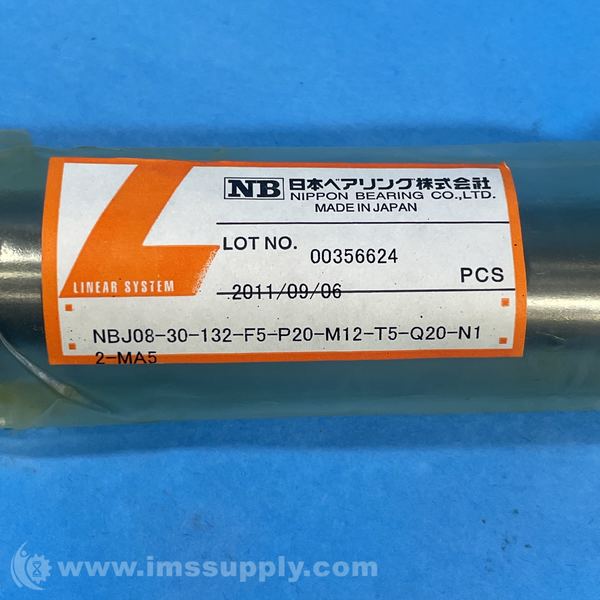 NB 日本ベアリング株式会社
NIPPON BEARING CO.,LTD.
MADE IN JAPAN
LOT NO. 00356624
PCS
2011/09/06
LINEAR SYSTEM
NBJ08-30-132-F5-P20-M12-T5-Q20-N1
2-MA5
www.imssupply.com